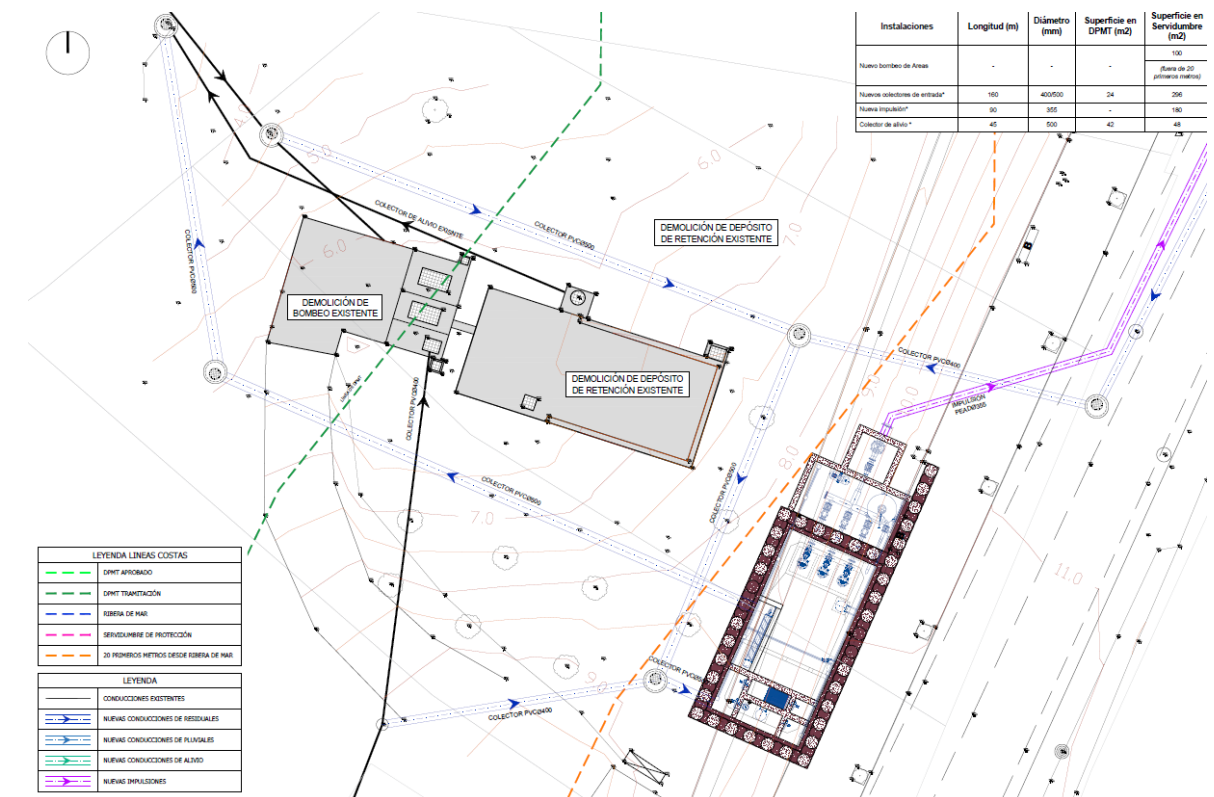 Instalaciones Longitud (m) Diámetro (mm) Superficie en DPMT (m2) Superficie en Servidumbre (m2)
Nuevo bombeo de Areas - - - 100
(fuera de 20 primeros metros)
Nuevos colectores de entrada* 160 400/500 24 296
Nueva impulsión* 90 355 - 180
Colector de alivio * 45 500 42 48
4.0
5.0
6.0
7.0
COLECTOR DE ALIVIO EXISNTE
COLECTOR PVCØ500
DEMOLICIÓN DE DEPÓSITO
DE RETENCIÓN EXISTENTE
B
COLECTOR PVCØ500
6.0
DEMOLICIÓN DE
BOMBEO EXISTENTE
COLECTOR PVCØ400
DEMOLICIÓN DE DEPÓSITO
DE RETENCIÓN EXISTENTE
COLECTOR PVCØ400
9.0
IMPULSIÓN
PEADØ355
8.0
COLECTOR PVCØ500
COLECTOR PVCØ500
7.0
11.0
9.0
COLECTOR PVCØ400
LEYENDA LINEAS COSTAS
DPMT APROBADO
DPMT TRAMITACIÓN
RIBERA DE MAR
SERVIDUMBRE DE PROTECCIÓN
20 PRIMEROS METROS DESDE RIBERA DE MAR
LEYENDA
CONDUCCIONES EXISTENTES
NUEVAS CONDUCCIONES DE RESIDUALES
NUEVAS CONDUCCIONES DE PLUVIALES
NUEVAS CONDUCCIONES DE ALIVIO
NUEVAS IMPULSIONES